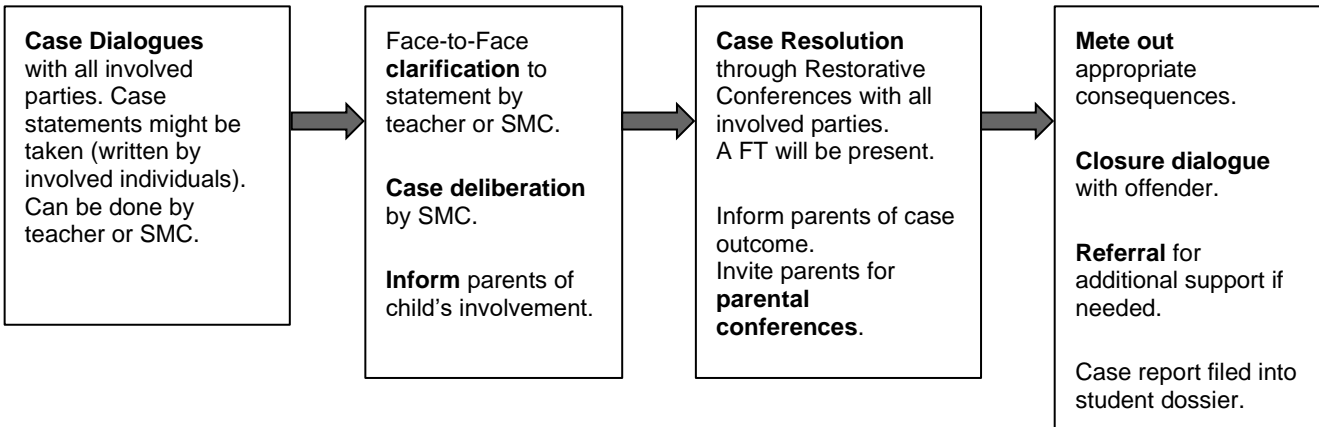 Case Dialogues
with all involved
parties. Case
statements might be
taken (written by
involved individuals).
Can be done by
teacher or SMC.
Face-to-Face
clarification to
statement by
teacher or SMC.
Case deliberation
by SMC.
Inform parents of
child's involvement.
Case Resolution
through Restorative
Conferences with all
involved parties.
A FT will be present.
Inform parents of case
outcome.
Invite parents for
parental
conferences.
Mete out
appropriate
consequences.
Closure dialogue
with offender.
Referral for
additional support if
needed.
Case report filed into
student dossier.